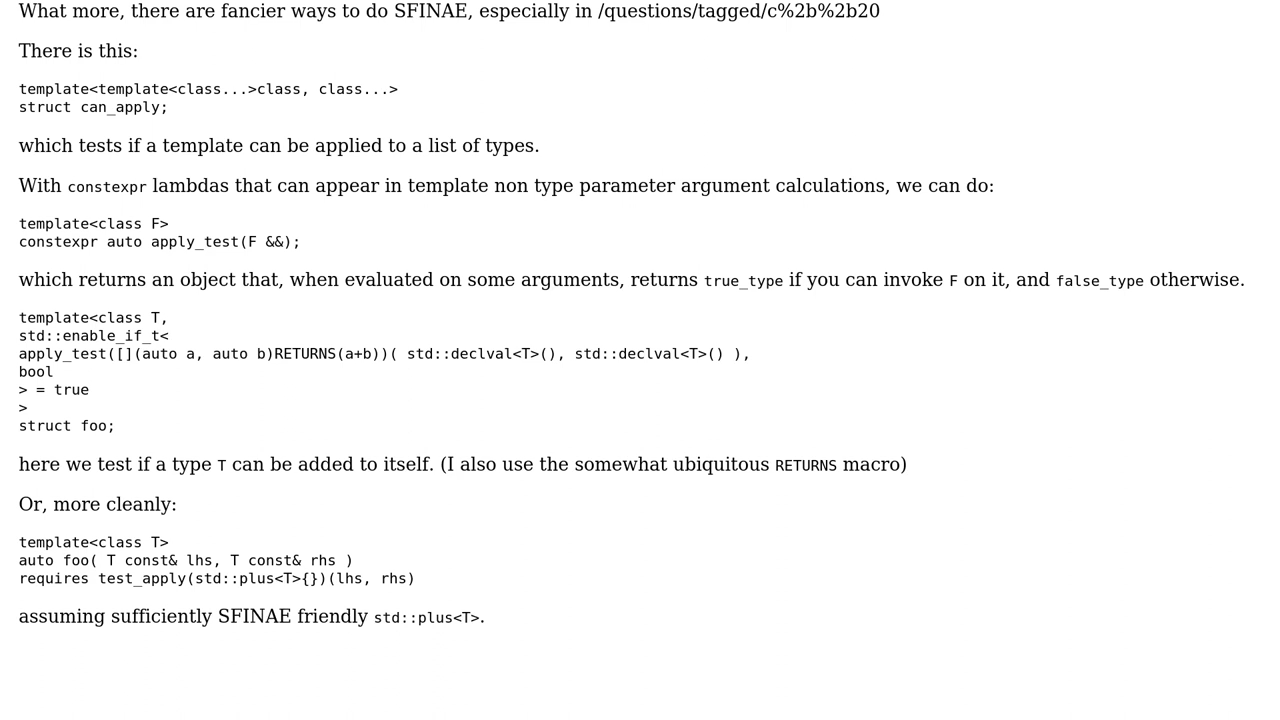 What more, there are fancier ways to do SFINAE, especially in /questions/tagged/c%2b%2b20
There is this:
template<template<class...>class, class...>
struct can_apply;
which tests if a template can be applied to a list of types.
With constexpr lambdas that can appear in template non type parameter argument calculations, we can do:
template<class F>
constexpr auto apply_test(F &&);
which returns an object that, when evaluated on some arguments, returns true_type if you can invoke F on it, and false_type otherwise.
template<class T,
std::enable_if_t<
apply_test([](auto a, auto b)RETURNS(a+b))( std::declval<T>(), std::declval<T>() ),
bool
> = true
>
struct foo;
here we test if a type T can be added to itself. (I also use the somewhat ubiquitous RETURNS macro)
Or, more cleanly:
template<class T>
auto foo( T const& lhs, T const& rhs )
requires test_apply(std::plus<T>{})(lhs, rhs)
assuming sufficiently SFINAE friendly std::plus<T>.